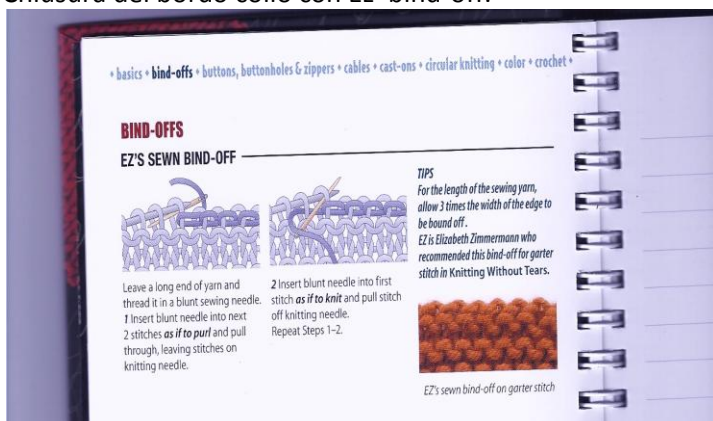 Chiusura del bordo collo con EZ' bind-off:
• basics • bind-offs • buttons, buttonholes & zippers • cables • cast-ons • circular knitting • color • crochet •
BIND-OFFS
EZ'S SEWN BIND-OFF
Leave a long end of yarn and
thread it in a blunt sewing needle.
1 Insert blunt needle into next
2 stitches as if to purl and pull
through, leaving stitches on
knitting needle.
2 Insert blunt needle into first
stitch as if to knit and pull stitch
off knitting needle.
Repeat Steps 1–2.
TIPS
For the length of the sewing yarn,
allow 3 times the width of the edge to
be bound off.
EZ is Elizabeth Zimmermann who
recommended this bind-off for garter
stitch in Knitting Without Tears.
EZ's sewn bind-off on garter stitch